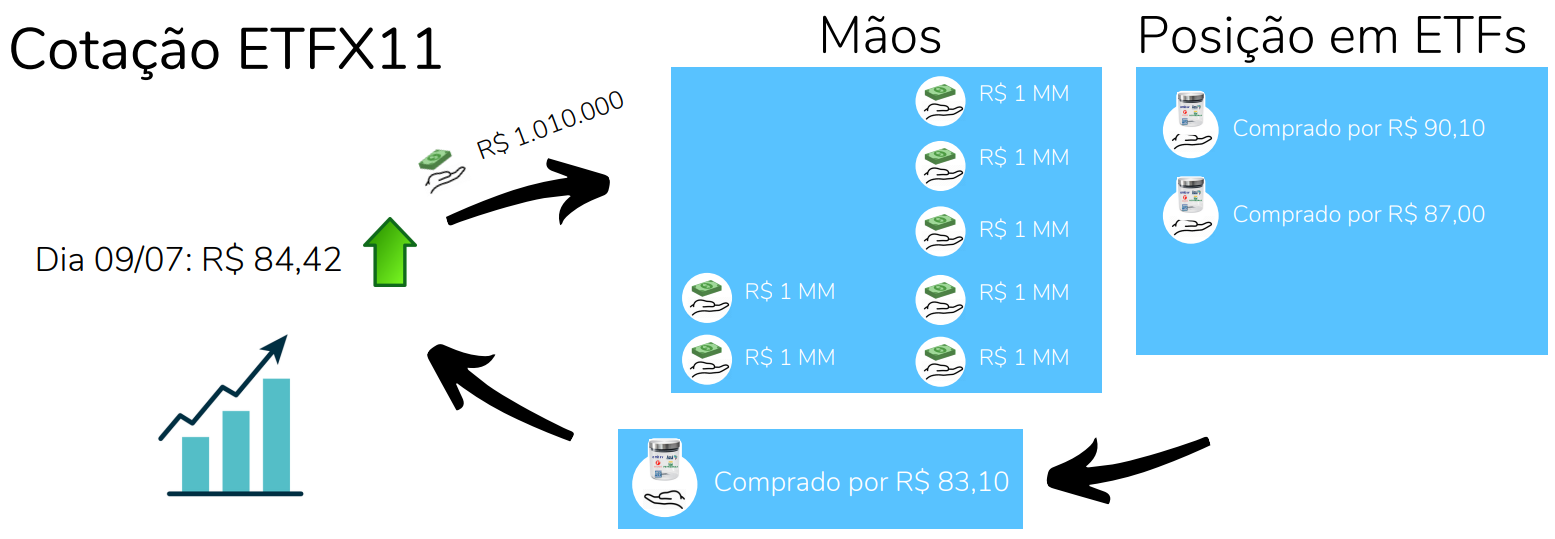 Cotação ETFX11
Mãos
Posição em ETFs
R$ 1.010.000
Dia 09/07: R$ 84,42
R$ 1 MM
R$ 1 MM
R$ 1 MM
R$ 1 MM
R$ 1 MM
R$ 1 MM
R$ 1 MM
Comprado por R$ 90,10
Comprado por R$ 87,00
Comprado por R$ 83,10